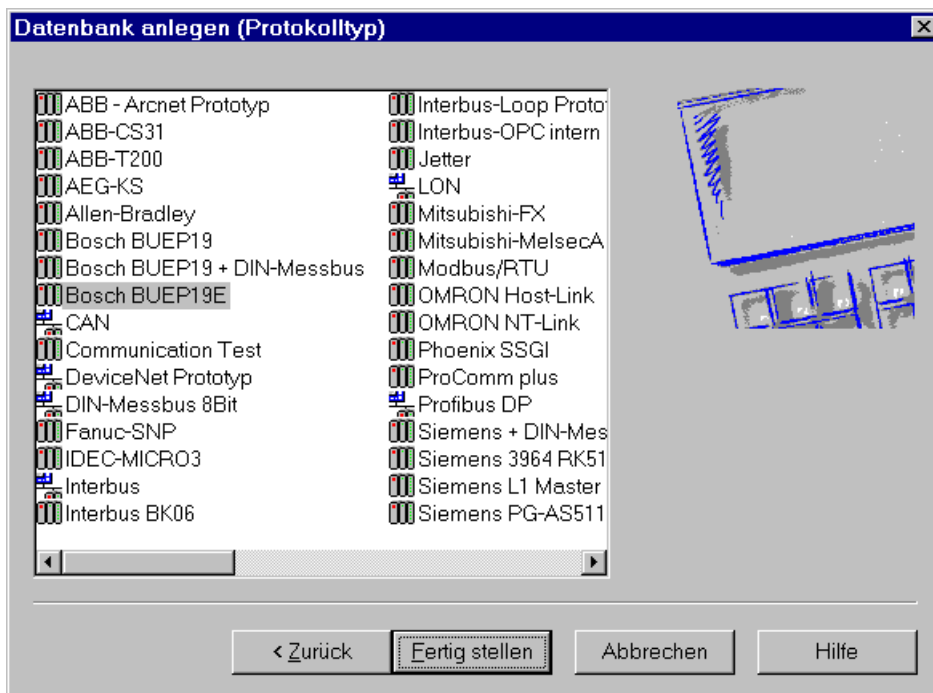 Datenbank anlegen (Protokolltyp)
ABB - Arcnet Prototyp
ABB-CS31
ABB-T200
AEG-KS
Allen-Bradley
Bosch BUEP19
Bosch BUEP19 + DIN-Messbus
Bosch BUEP19E
CAN
Communication Test
DeviceNet Prototyp
DIN-Messbus 8Bit
Fanuc-SNP
IDEC-MICRO3
Interbus
Interbus BK06
Interbus-Loop Proto
Interbus-OPC intern
Jetter
LON
Mitsubishi-FX
Mitsubishi-MelsecA
Modbus/RTU
OMRON Host-Link
OMRON NT-Link
Phoenix SSGI
ProComm plus
Profibus DP
Siemens + DIN-Mes
Siemens 3964 RK51
Siemens L1 Master
Siemens PG-AS511
< Zurück
Fertig stellen
Abbrechen
Hilfe